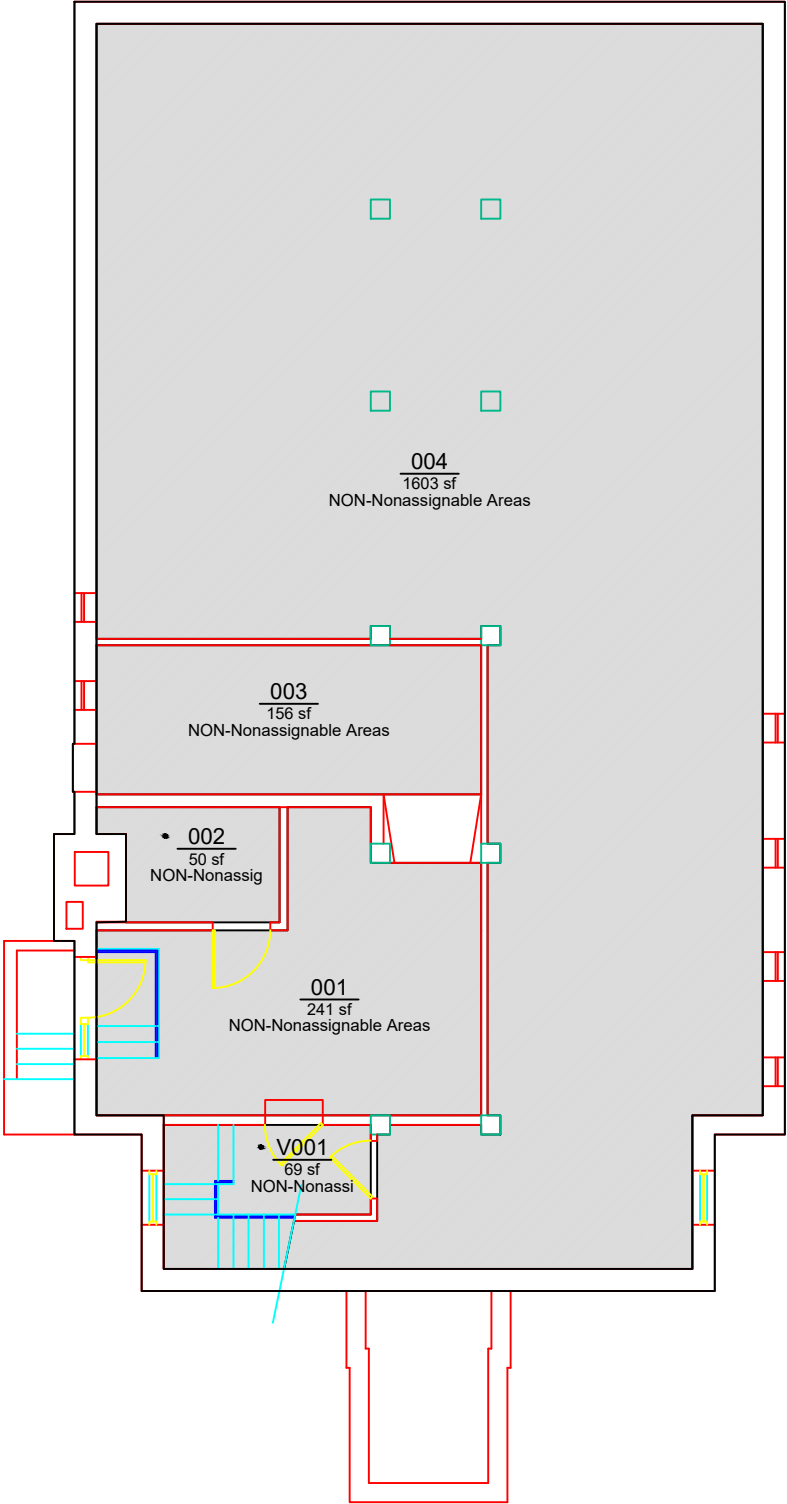 004
1603 sf
NON-Nonassignable Areas
003
156 sf
NON-Nonassignable Areas
002
50 sf
NON-Nonassig
001
241 sf
NON-Nonassignable Areas
V001
69 sf
NON-Nonassi